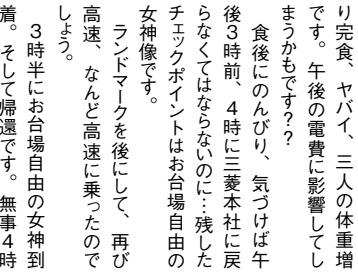 り完食、ヤバイ、三人の体重増
です。午後の電費に影響してし
まうかもです??
　食後にのんびり、気づけば午
後3時前、4時に三菱本社に戻
らなくてはならないのに…残した
チェックポイントはお台場自由の
女神像です。
　ランドマークを後にして、再び
高速、なんど高速に乗ったので
しょう。
　3時半にお台場自由の女神到
着。そして帰還です。無事4時